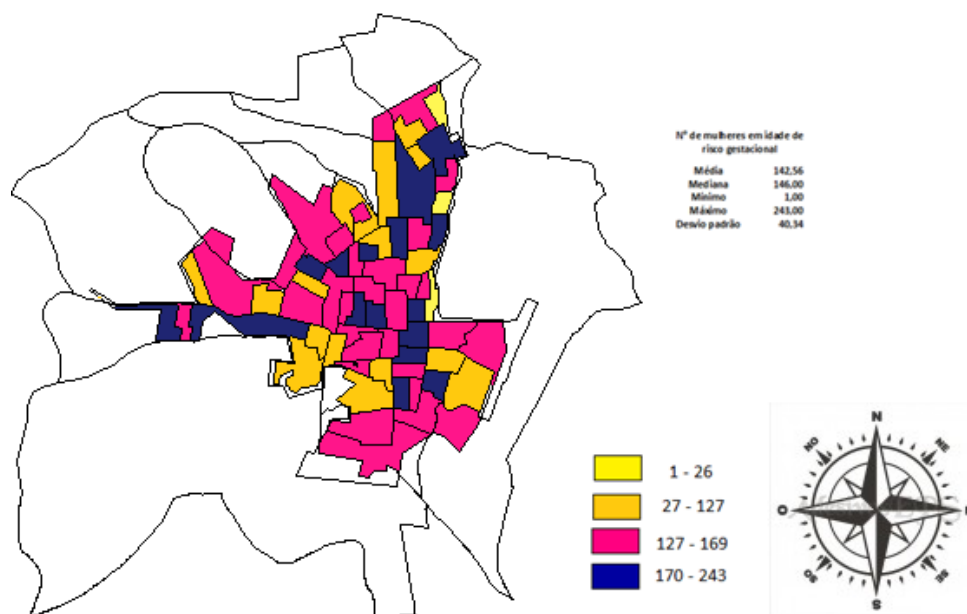 Nº de mulheres em idade de
risco gestacional
Média 142,56
Mediana 146,00
Mínimo 1,00
Máximo 243,00
Desvio padrão 40,34
1 - 26
27 - 127
127 - 169
170 - 243
N
NO
NE
O
SO
SE
S